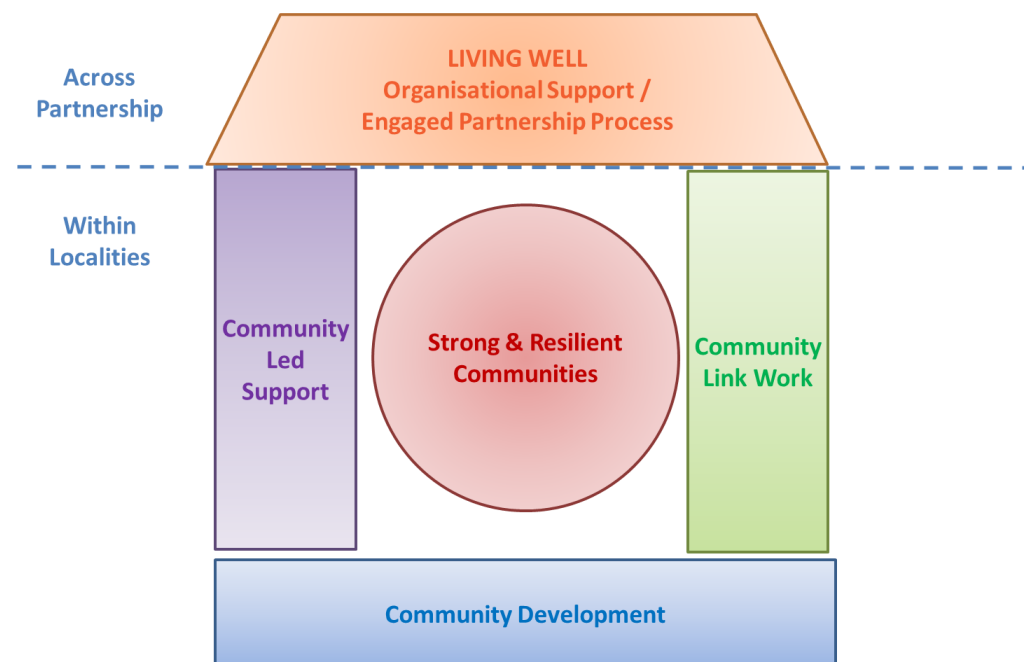 Across
Partnership
LIVING WELL
Organisational Support /
Engaged Partnership Process
Within
Localities
Community
Led
Support
Strong & Resilient
Communities
Community
Link Work
Community Development